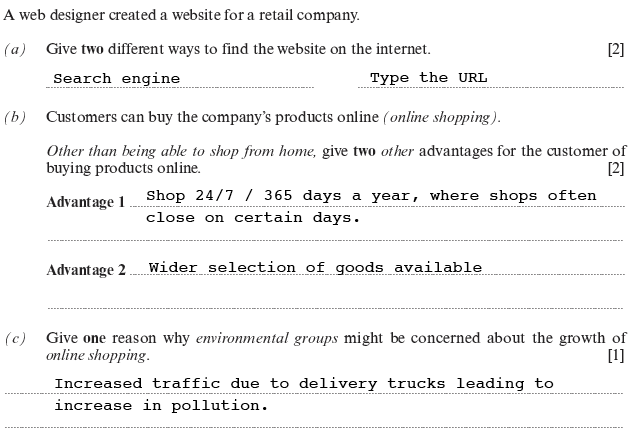 A web designer created a website for a retail company.
(a) Give two different ways to find the website on the internet. [2]
Search engine Type the URL
(b) Customers can buy the company's products online (online shopping).
Other than being able to shop from home, give two other advantages for the customer of
buying products online. [2]
Advantage 1 Shop 24/7 / 365 days a year, where shops often
close on certain days.
Advantage 2 Wider selection of goods available
(c) Give one reason why environmental groups might be concerned about the growth of
online shopping. [1]
Increased traffic due to delivery trucks leading to
increase in pollution.